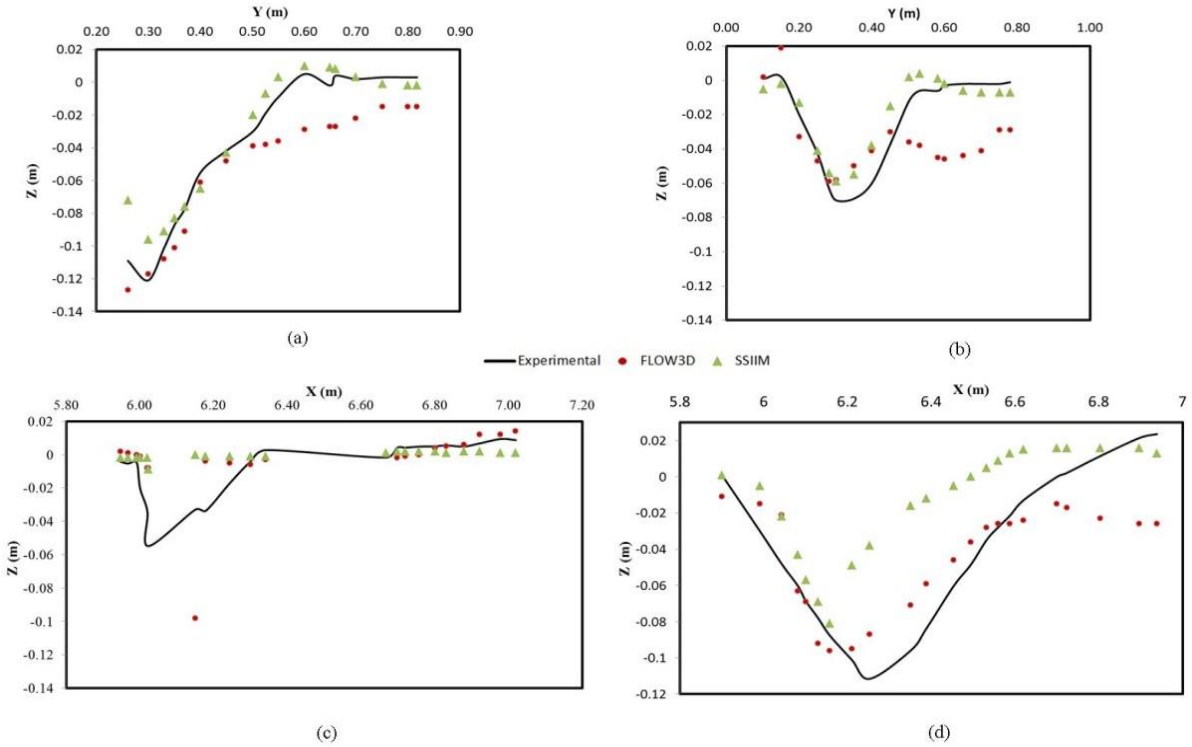 Y (m)
0.20 0.30 0.40 0.50 0.60 0.70 0.80 0.90
0.02
0
-0.02
-0.04
-0.06
-0.08
-0.1
-0.12
-0.14
Z (m)
(a)
Y (m)
0.00 0.20 0.40 0.60 0.80 1.00
0.02
0
-0.02
-0.04
-0.06
-0.08
-0.1
-0.12
-0.14
Z (m)
(b)
Experimental FLOW3D SSIIM
X (m)
5.80 6.00 6.20 6.40 6.60 6.80 7.00 7.20
0.02
0
-0.02
-0.04
-0.06
-0.08
-0.1
-0.12
-0.14
Z (m)
(c)
X (m)
5.8 6 6.2 6.4 6.6 6.8 7
0.02
0
-0.02
-0.04
-0.06
-0.08
-0.1
-0.12
Z (m)
(d)